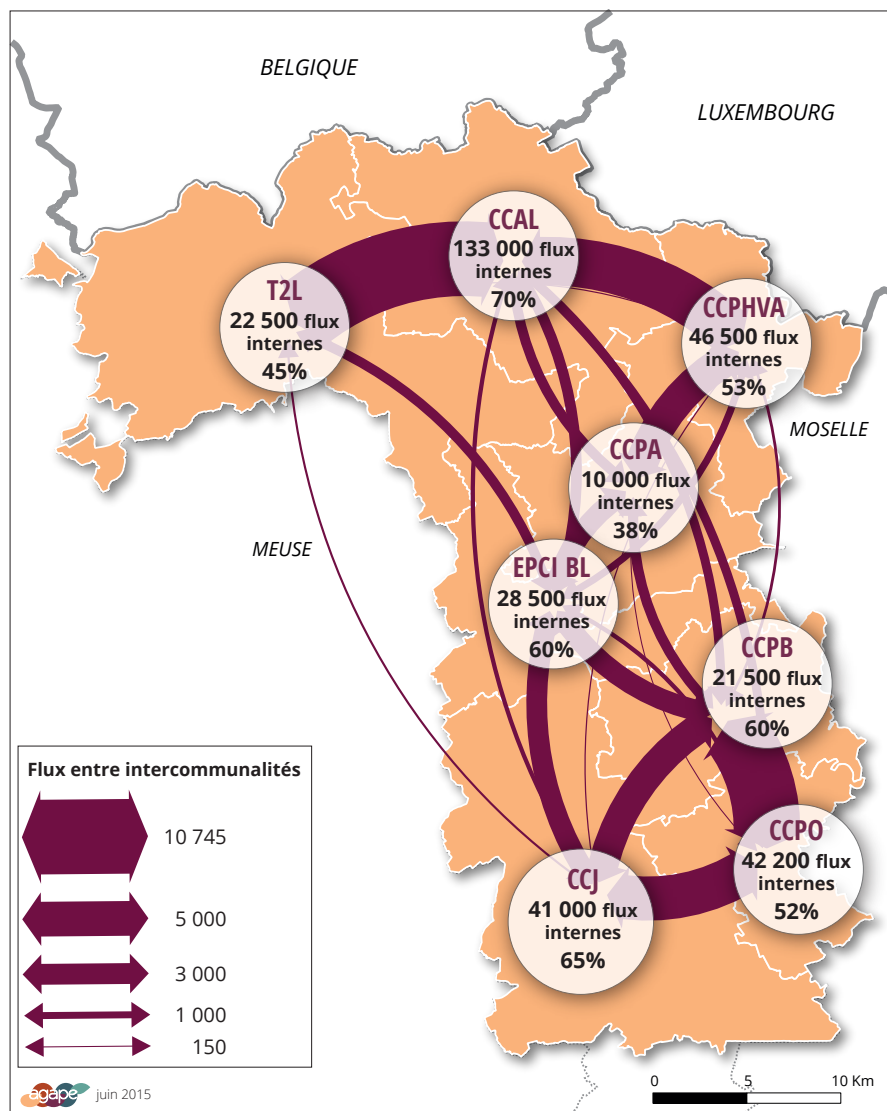 BELGIQUE
LUXEMBOURG
CCAL
133 000 flux
internes
70%
T2L
22 500 flux
internes
45%
CCPHVA
46 500 flux
internes
53%
MOSELLE
CCPA
10 000 flux
internes
38%
MEUSE
EPCI BL
28 500 flux
internes
60%
CCPB
21 500 flux
internes
60%
CCPO
42 200 flux
internes
52%
CCJ
41 000 flux
internes
65%
Flux entre intercommunalités
10 745
5 000
3 000
1 000
150
agape juin 2015
0 5 10 Km